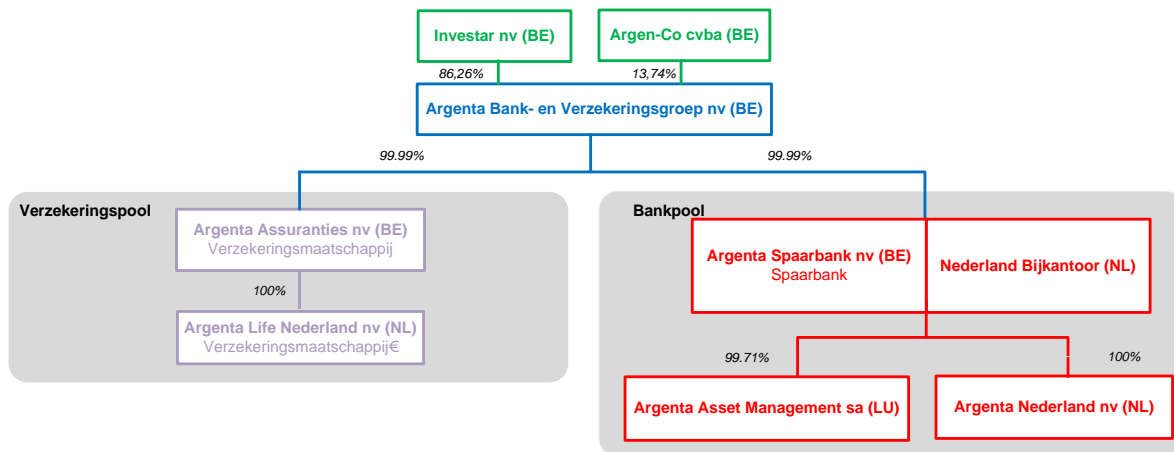 Investar nv (BE)
Argen-Co cvba (BE)
86,26%
13,74%
Argenta Bank- en Verzekeringsgroep nv (BE)
99.99%
99.99%
Verzekeringspool
Argenta Assuranties nv (BE)
Verzekeringsmaatschappij
100%
Argenta Life Nederland nv (NL)
Verzekeringsmaatschappij€
Bankpool
Argenta Spaarbank nv (BE)
Spaarbank
Nederland Bijkantoor (NL)
99.71%
100%
Argenta Asset Management sa (LU)
Argenta Nederland nv (NL)